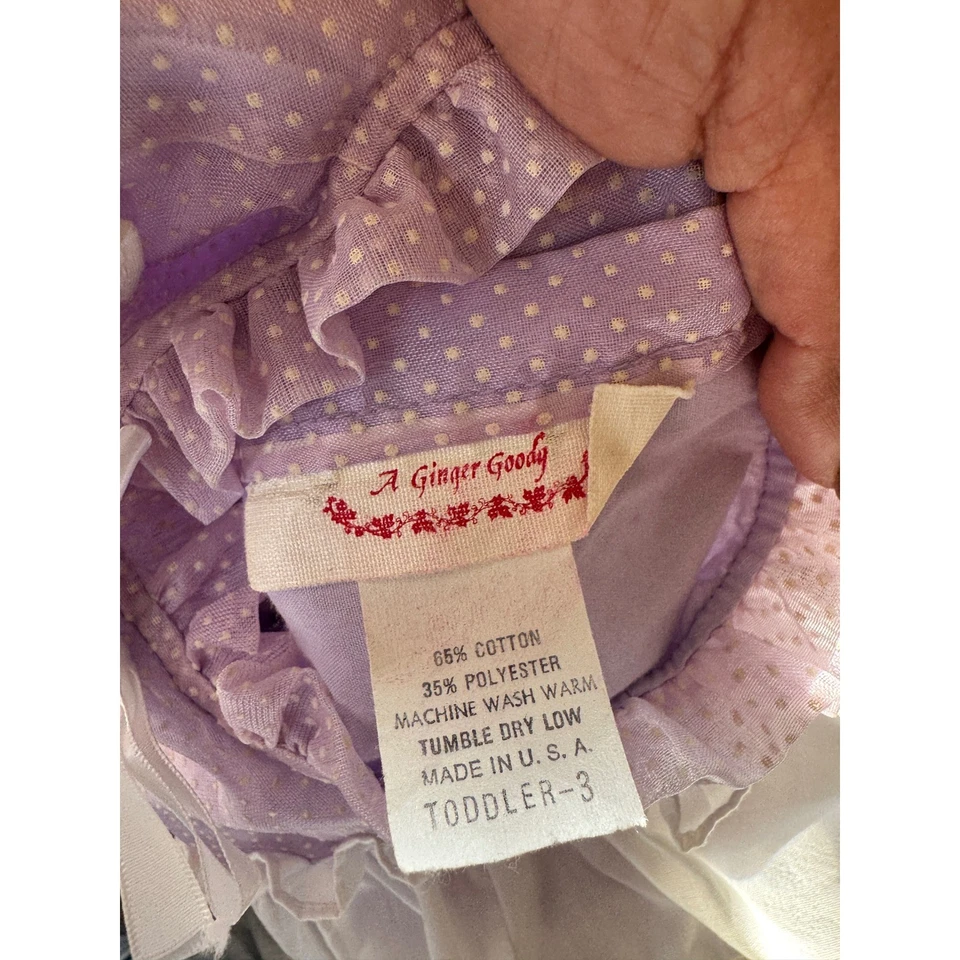 A Ginger Goody
65% COTTON
35% POLYESTER
MACHINE WASH WARM
TUMBLE DRY LOW
MADE IN U. S. A.
TODDLER-3